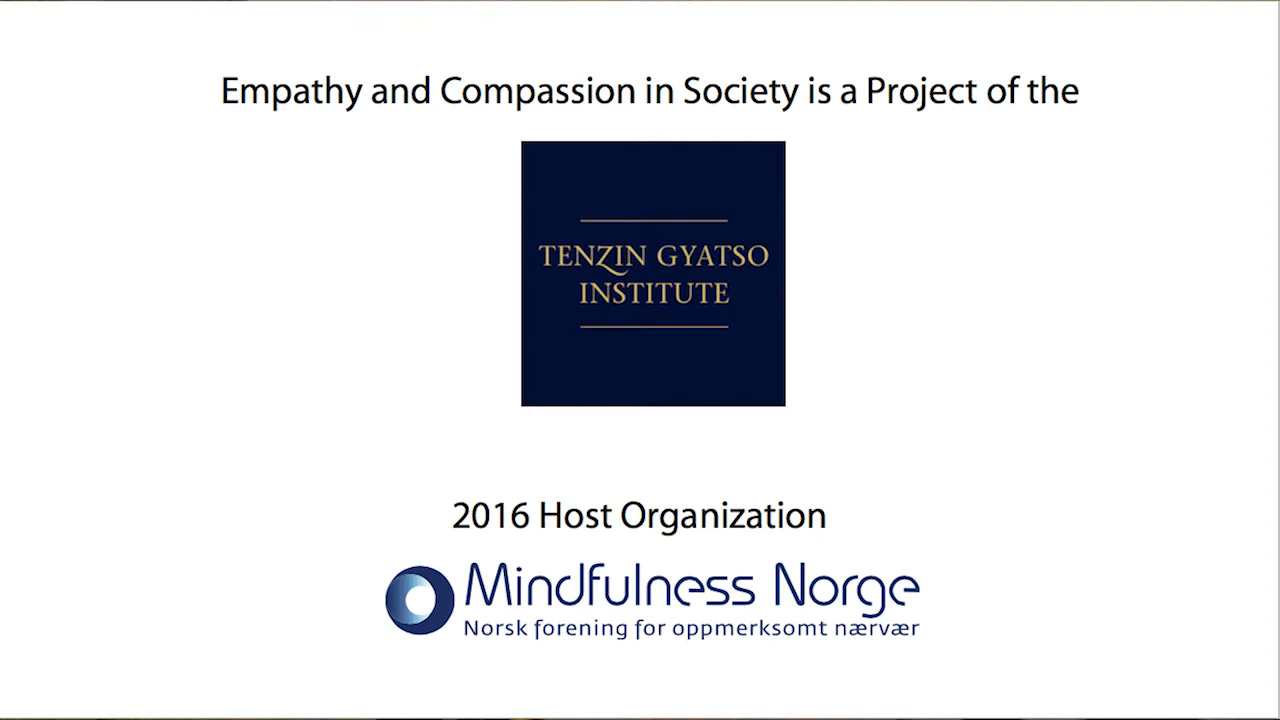 Empathy and Compassion in Society is a Project of the
TENZIN GYATSO
INSTITUTE
2016 Host Organization
Mindfulness Norge
Norsk forening for oppmerksomt nærvær